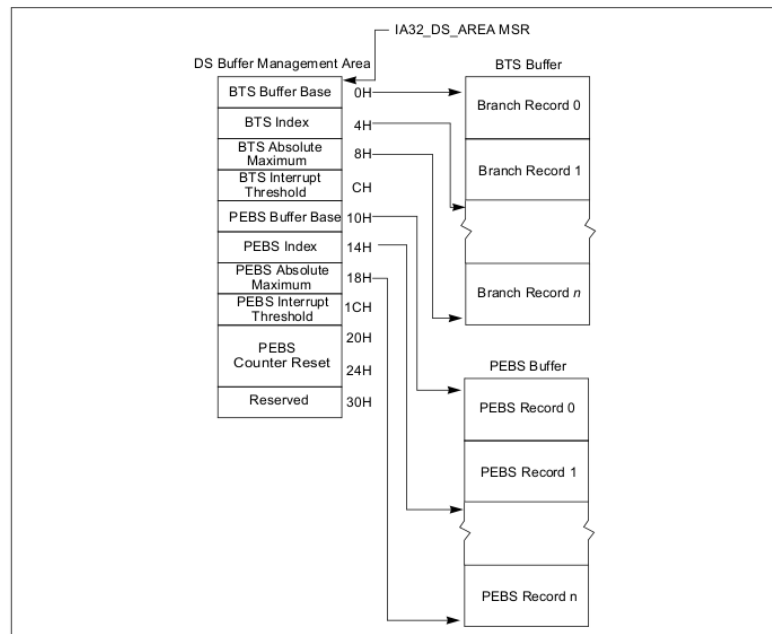 IA32_DS_AREA MSR
DS Buffer Management Area
BTS Buffer Base 0H
BTS Index 4H
BTS Absolute
Maximum 8H
BTS Interrupt
Threshold CH
PEBS Buffer Base 10H
PEBS Index 14H
PEBS Absolute
Maximum 18H
PEBS Interrupt
Threshold 1CH
20H
PEBS
Counter Reset
24H
Reserved 30H
BTS Buffer
Branch Record 0
Branch Record 1
Branch Record n
PEBS Buffer
PEBS Record 0
PEBS Record 1
PEBS Record n